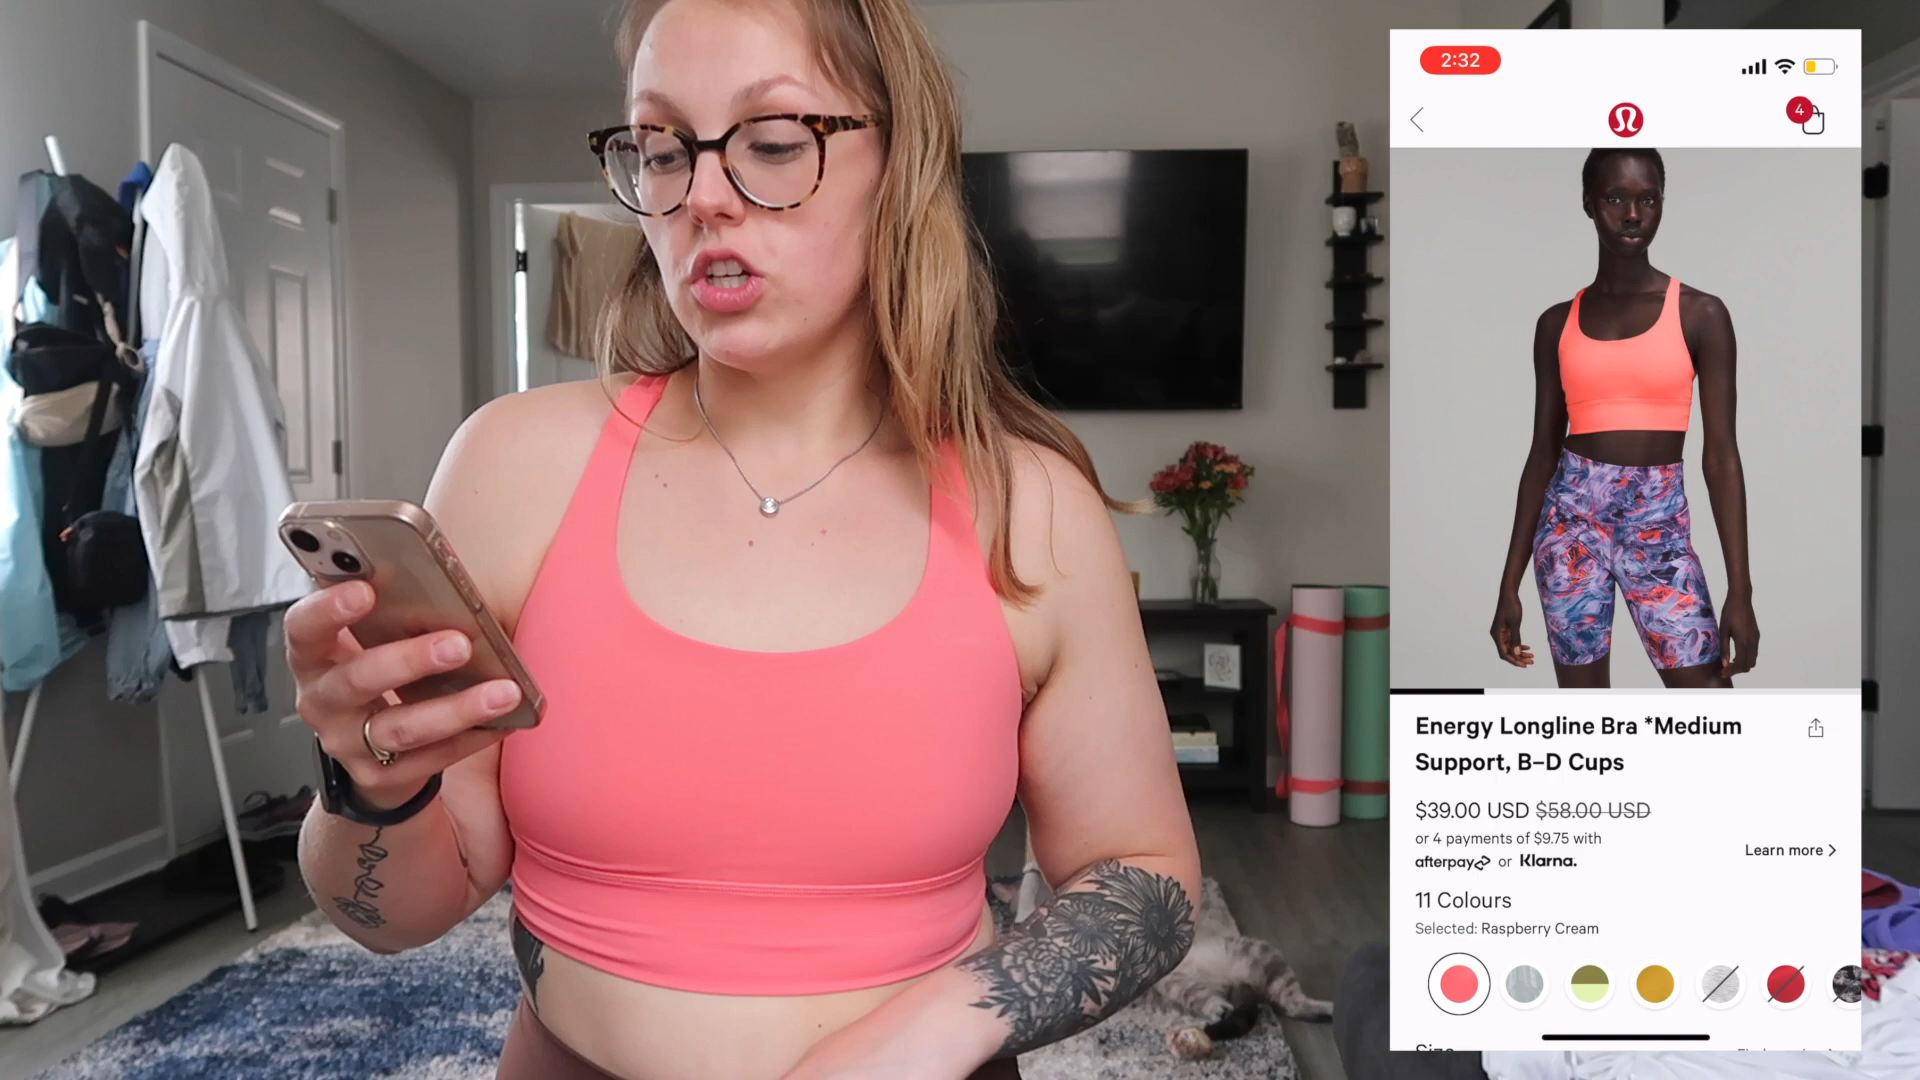 2:32
4
Energy Longline Bra *Medium
Support, B–D Cups
$39.00 USD $58.00 USD
or 4 payments of $9.75 with
afterpay or Klarna.
Learn more >
11 Colours
Selected: Raspberry Cream
Size